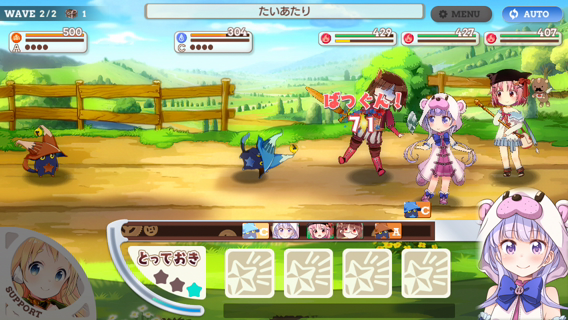 WAVE 2/2 1
たいあたり
MENU
AUTO
500
A
304
C
429
427
407
ばつぐん!
71
C
C
A
とっておき
SUPPORT